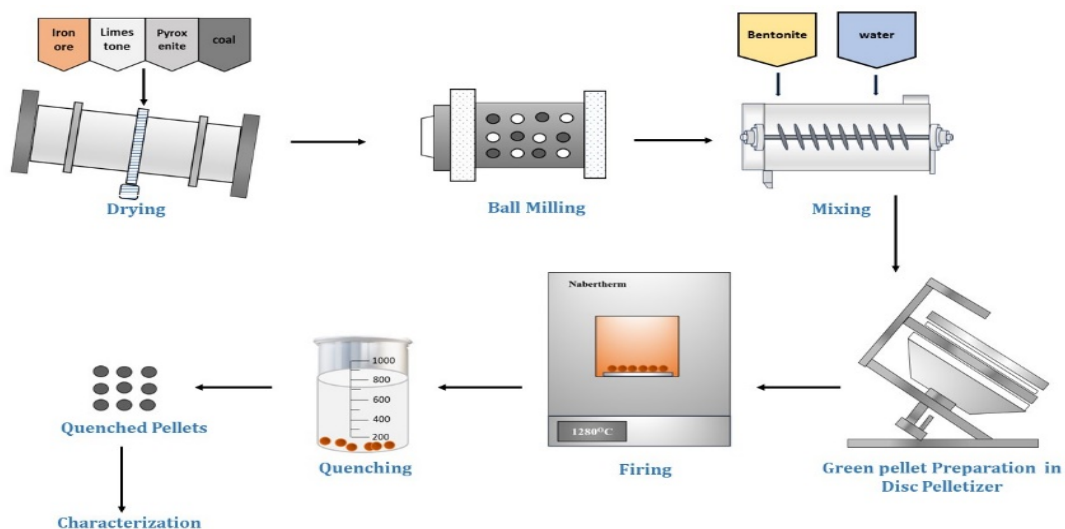 Iron
ore
Limes
tone
Pyrox
enite
coal
Bentonite
water
Drying
Ball Milling
Mixing
Nabertherm
1280⁰C
1000
800
600
400
200
Quenched Pellets
Quenching
Firing
Green pellet Preparation in
Disc Pelletizer
Characterization